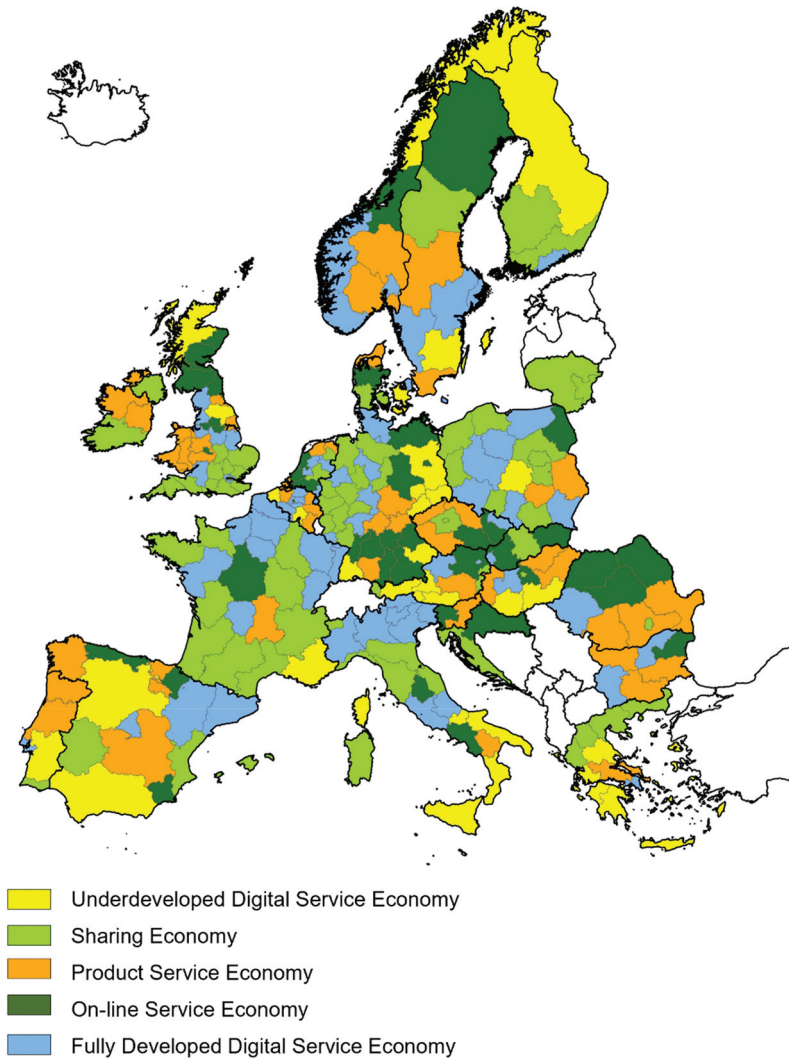 Underdeveloped Digital Service Economy
Sharing Economy
Product Service Economy
On-line Service Economy
Fully Developed Digital Service Economy